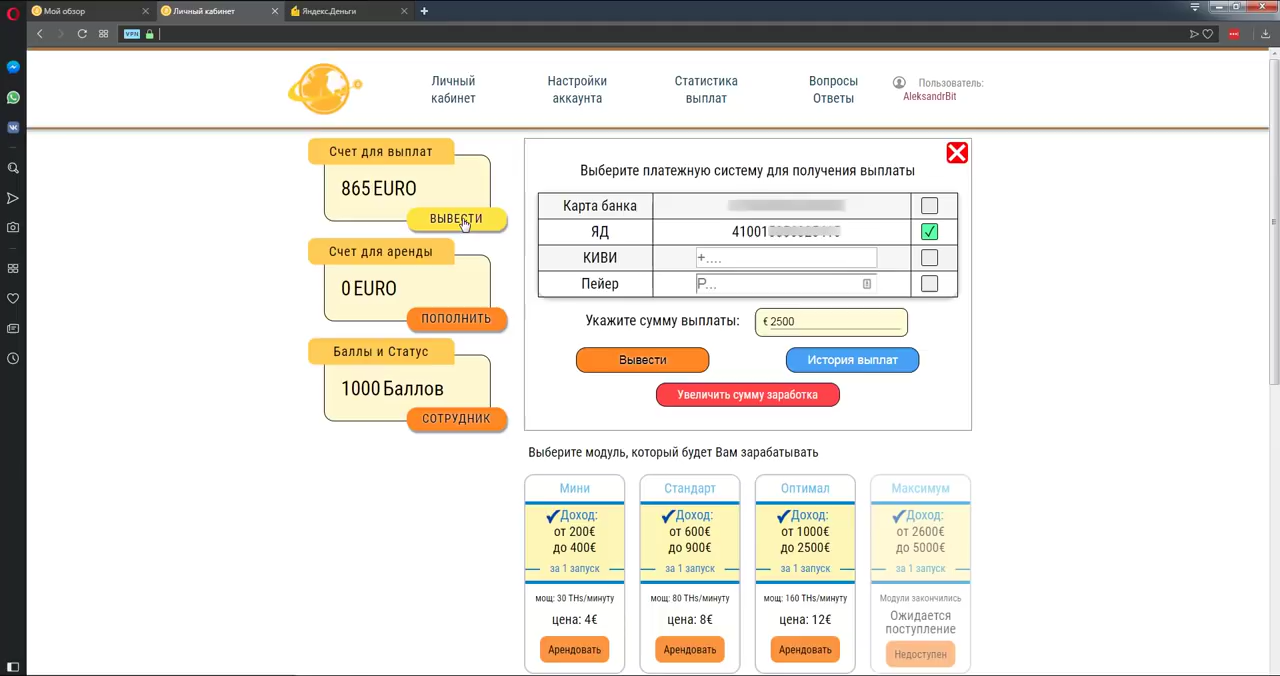 Мой обзор
Личный кабинет
Яндекс.Деньги
VPN
Личный кабинет
Настройки аккаунта
Статистика выплат
Вопросы Ответы
Пользователь:
AleksandrBit
Счет для выплат
865 EURO
ВЫВЕСТИ
Счет для аренды
0 EURO
ПОПОЛНИТЬ
Баллы и Статус
1000 Баллов
СОТРУДНИК
Выберите платежную систему для получения выплаты
Карта банка
ЯД 41001
КИВИ +....
Пейер P...
Укажите сумму выплаты: € 2500
Вывести История выплат
Увеличить сумму заработка
Выберите модуль, который будет Вам зарабатывать
Мини
Доход:
от 200€
до 400€
за 1 запуск
мощ: 30 THs/минуту
цена: 4€
Арендовать
Стандарт
Доход:
от 600€
до 900€
за 1 запуск
мощ: 80 THs/минуту
цена: 8€
Арендовать
Оптимал
Доход:
от 1000€
до 2500€
за 1 запуск
мощ: 160 THs/минуту
цена: 12€
Арендовать
Максимум
Доход:
от 2600€
до 5000€
за 1 запуск
Модули закончились
Ожидается
поступление
Недоступен